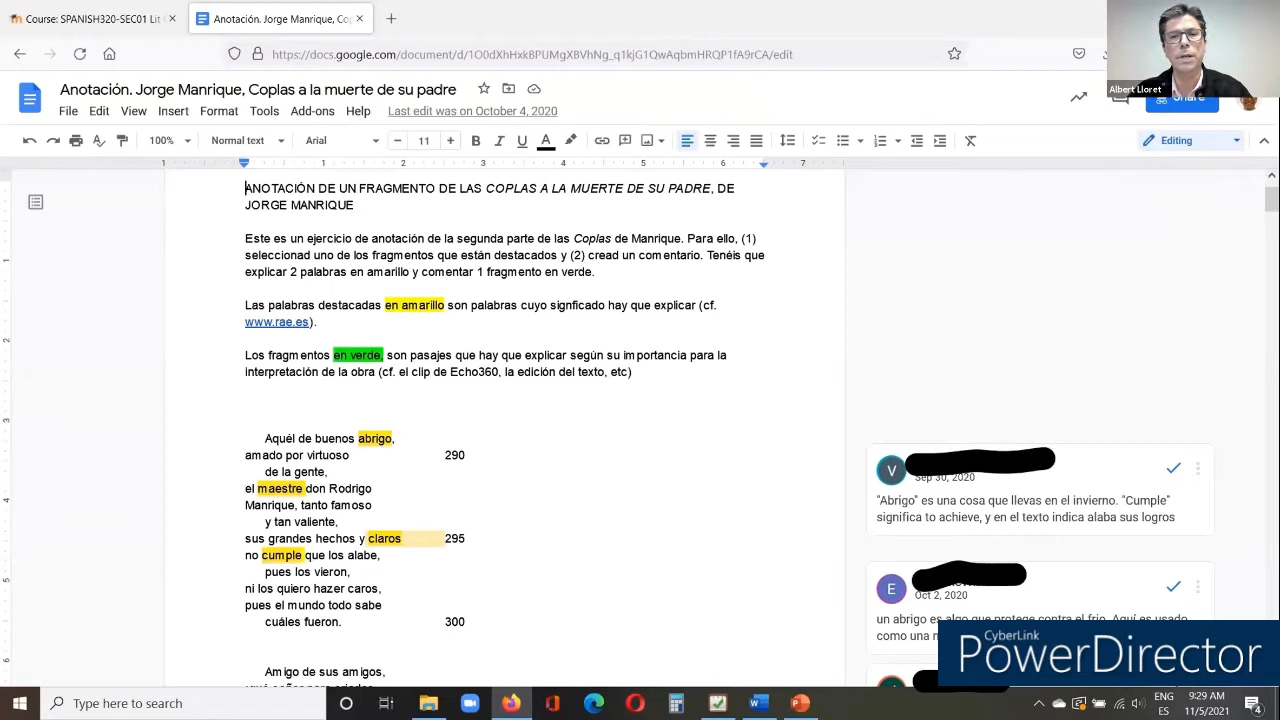 Course: SPANISH320-SEC01 Lit C
Anotación. Jorge Manrique, Co
https://docs.google.com/document/d/1O0dXhHxkBPUMgXBVhNg_q1kjG1QwAqbmHRQP1fA9rCA/edit
Albert Lloret
Anotación. Jorge Manrique, Coplas a la muerte de su padre
File Edit View Insert Format Tools Add-ons Help Last edit was on October 4, 2020
Share
100% Normal text Arial 11 Editing
1 1 2 3 4 5 6 7
ANOTACIÓN DE UN FRAGMENTO DE LAS COPLAS A LA MUERTE DE SU PADRE, DE
JORGE MANRIQUE
Este es un ejercicio de anotación de la segunda parte de las Coplas de Manrique. Para ello, (1)
seleccionad uno de los fragmentos que están destacados y (2) cread un comentario. Tenéis que
explicar 2 palabras en amarillo y comentar 1 fragmento en verde.
Las palabras destacadas en amarillo son palabras cuyo signficado hay que explicar (cf.
www.rae.es).
Los fragmentos en verde, son pasajes que hay que explicar según su importancia para la
interpretación de la obra (cf. el clip de Echo360, la edición del texto, etc)
Aquél de buenos abrigo,
amado por virtuoso 290
de la gente,
el maestre don Rodrigo
Manrique, tanto famoso
y tan valiente,
sus grandes hechos y claros 295
no cumple que los alabe,
pues los vieron,
ni los quiero hazer caros,
pues el mundo todo sabe
cuáles fueron. 300
Amigo de sus amigos,
V
Sep 30, 2020
"Abrigo" es una cosa que llevas en el invierno. "Cumple"
significa to achieve, y en el texto indica alaba sus logros
E
Oct 2, 2020
un abrigo es algo que protege contra el frio. Aquí es usado
como una
CyberLink
PowerDirector
Type here to search
ENG
ES
9:29 AM
11/5/2021
4